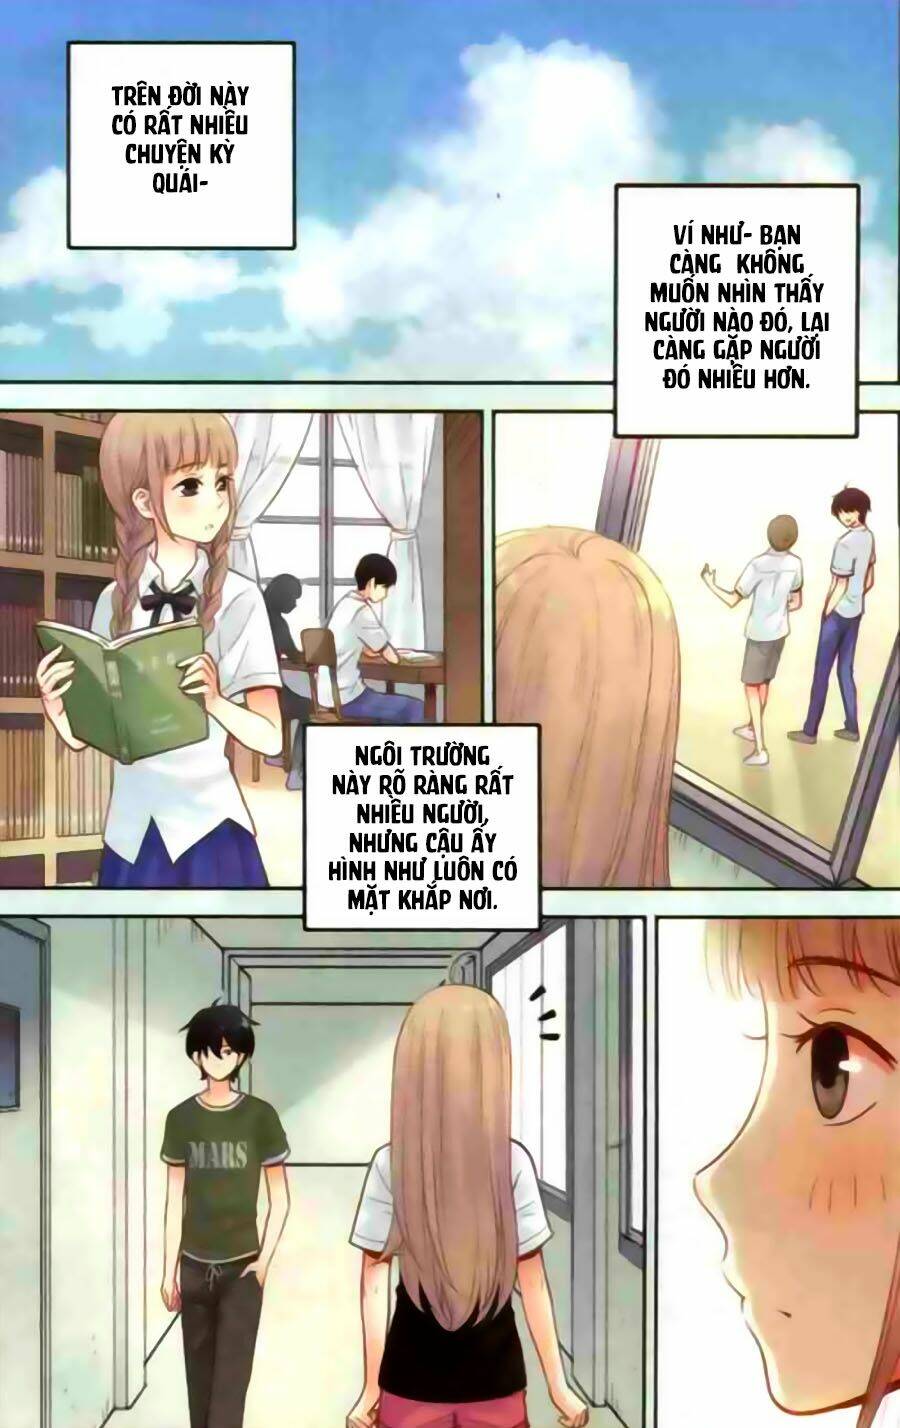 TRÊN ĐỜI NÀY
CÓ RẤT NHIỀU
CHUYỆN KỲ
QUÁI-
VÍ NHƯ- BẠN
CÀNG KHÔNG
MUỐN NHÌN THẤY
NGƯỜI NÀO ĐÓ, LẠI
CÀNG GẶP NGƯỜI
ĐÓ NHIỀU HƠN.
NGÔI TRƯỜNG
NÀY RÕ RÀNG RẤT
NHIỀU NGƯỜI,
NHƯNG CẬU ẤY
HÌNH NHƯ LUÔN CÓ
MẶT KHẮP NƠI.
MARS